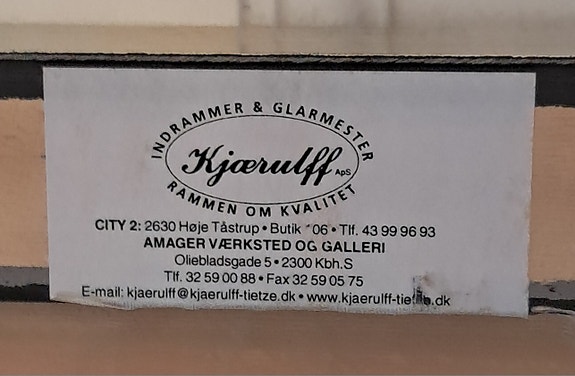 INDRAMMER & GLARMESTER
Kjærulff ApS
RAMMEN OM KVALITET
CITY 2: 2630 Høje Tåstrup • Butik 106 • Tlf. 43 99 96 93
AMAGER VÆRKSTED OG GALLERI
Oliebladsgade 5 • 2300 Kbh.S
Tlf. 32 59 00 88 • Fax 32 59 05 75
E-mail: kjaerulff@kjaerulff-tietze.dk • www.kjaerulff-tietze.dk